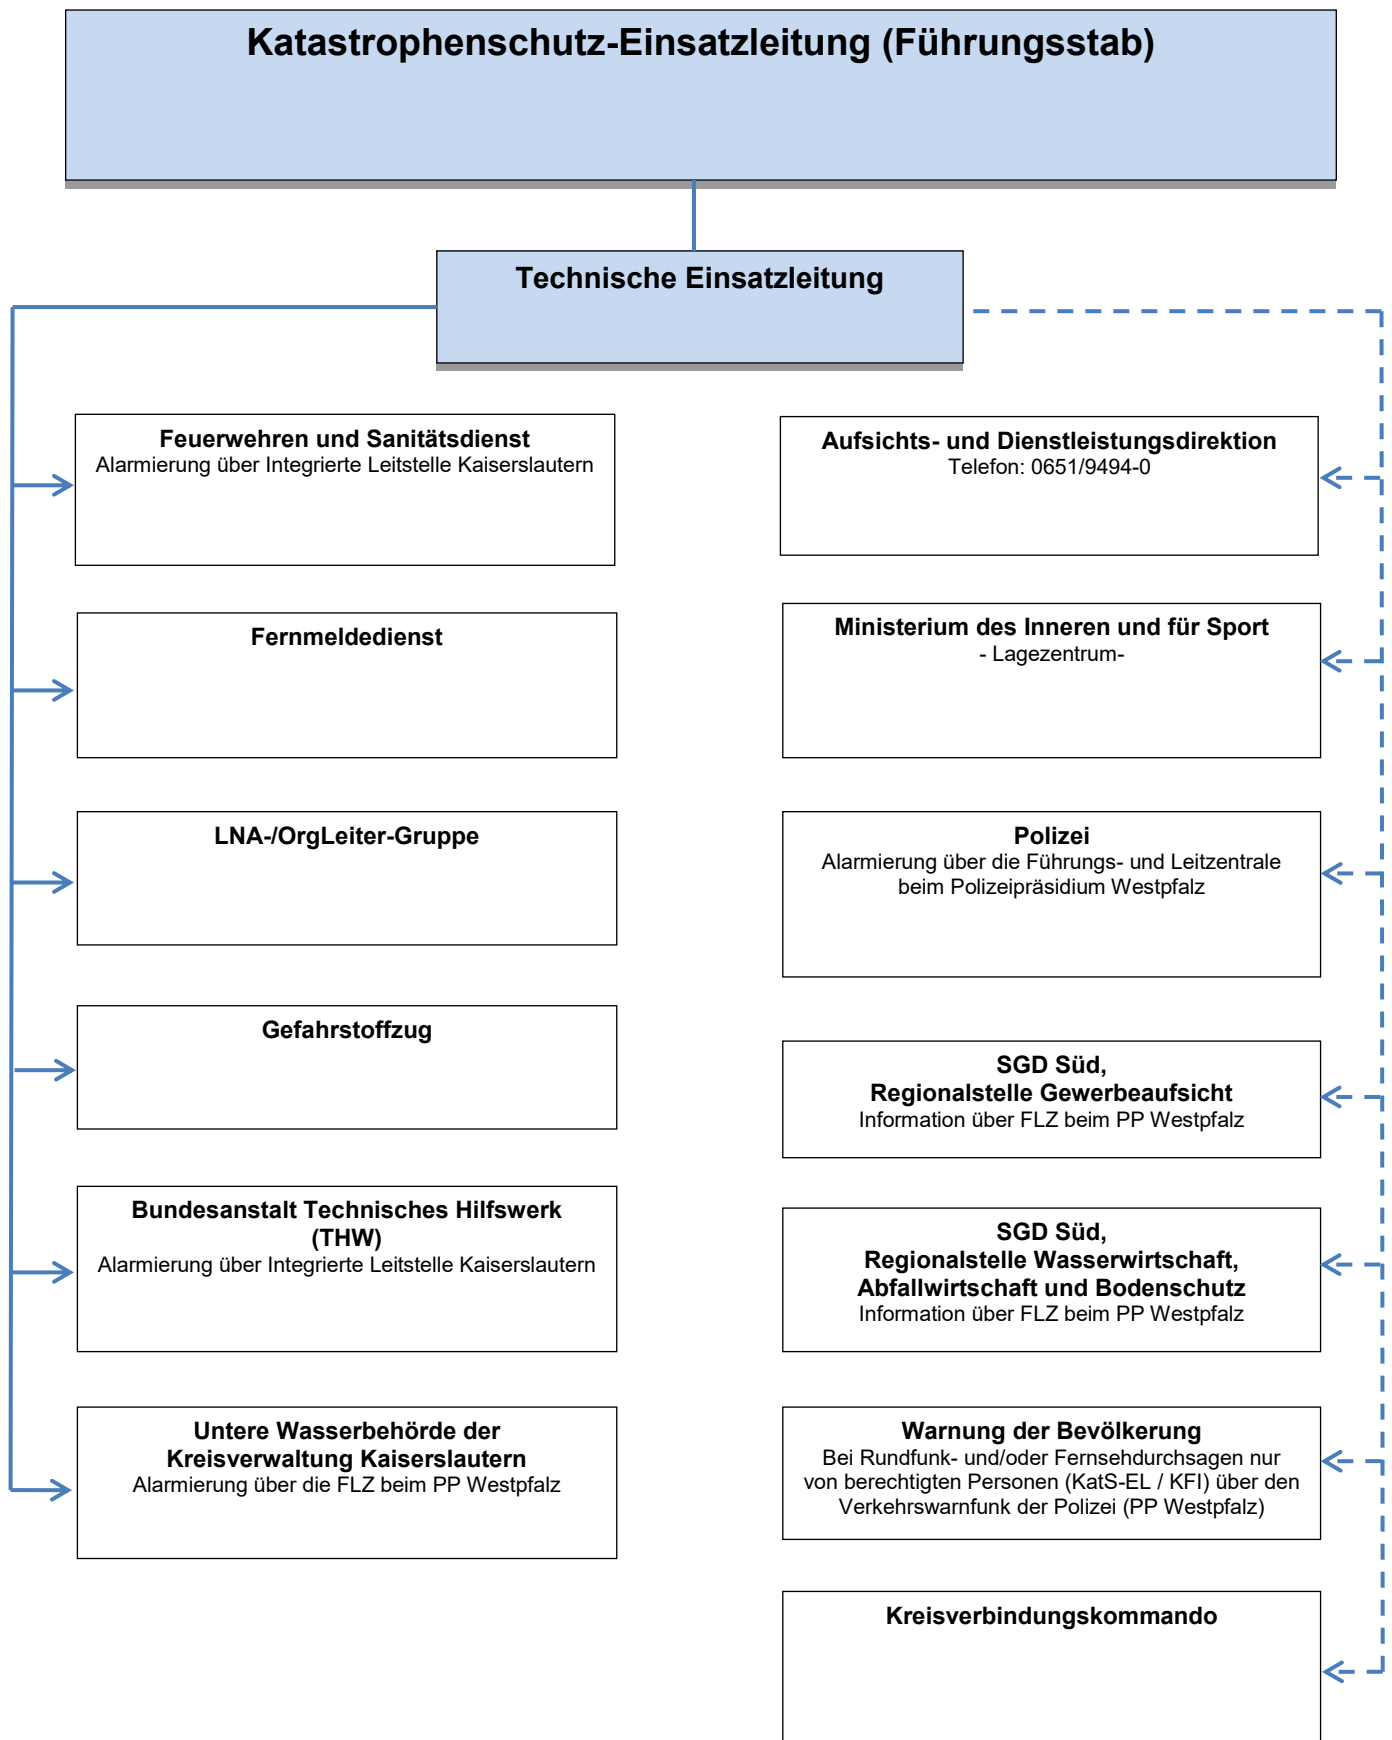 Katastrophenschutz-Einsatzleitung (Führungsstab)
Technische Einsatzleitung
Feuerwehren und Sanitätsdienst
Alarmierung über Integrierte Leitstelle Kaiserslautern
Fernmeldedienst
LNA-/OrgLeiter-Gruppe
Gefahrstoffzug
Bundesanstalt Technisches Hilfswerk
(THW)
Alarmierung über Integrierte Leitstelle Kaiserslautern
Untere Wasserbehörde der
Kreisverwaltung Kaiserslautern
Alarmierung über die FLZ beim PP Westpfalz
Aufsichts- und Dienstleistungsdirektion
Telefon: 0651/9494-0
Ministerium des Inneren und für Sport
- Lagezentrum-
Polizei
Alarmierung über die Führungs- und Leitzentrale
beim Polizeipräsidium Westpfalz
SGD Süd,
Regionalstelle Gewerbeaufsicht
Information über FLZ beim PP Westpfalz
SGD Süd,
Regionalstelle Wasserwirtschaft,
Abfallwirtschaft und Bodenschutz
Information über FLZ beim PP Westpfalz
Warnung der Bevölkerung
Bei Rundfunk- und/oder Fernsehdurchsagen nur
von berechtigten Personen (KatS-EL / KFI) über den
Verkehrswarnfunk der Polizei (PP Westpfalz)
Kreisverbindungskommando